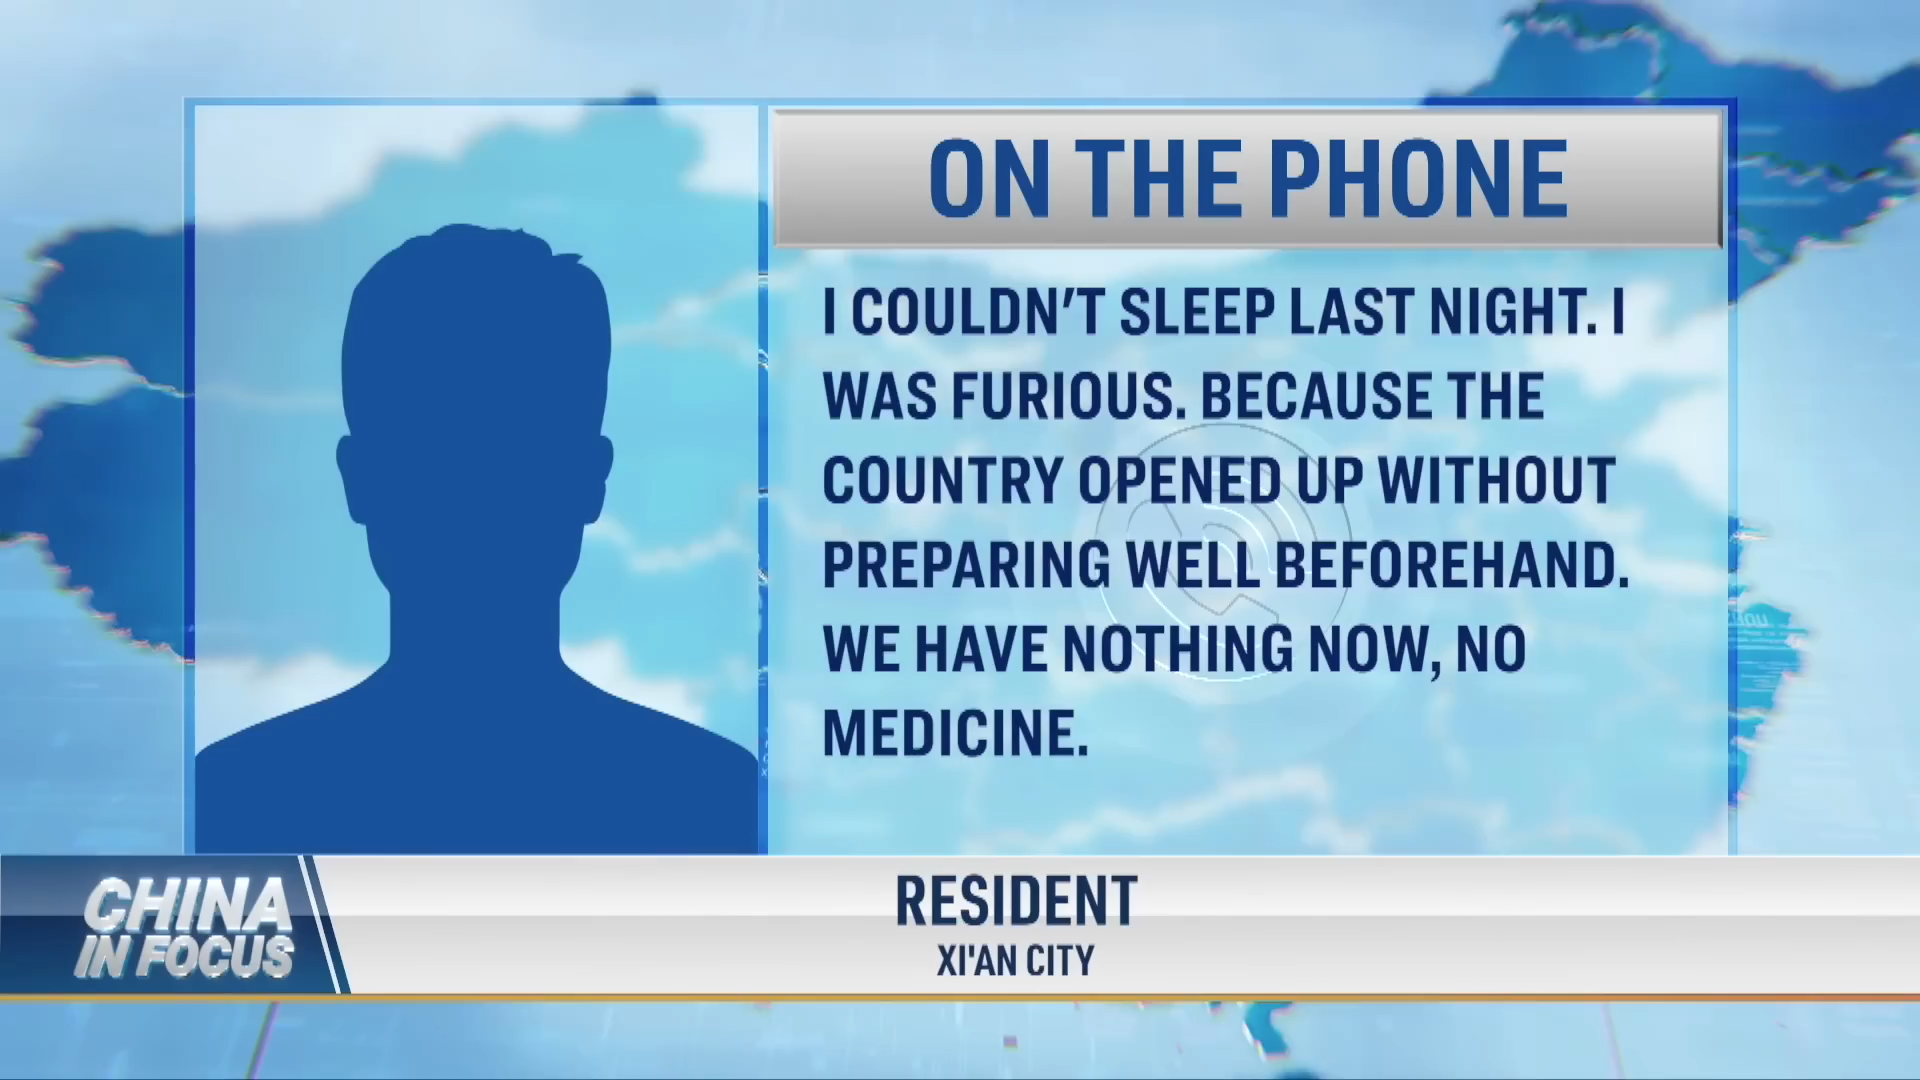 ON THE PHONE
I COULDN'T SLEEP LAST NIGHT. I
WAS FURIOUS. BECAUSE THE
COUNTRY OPENED UP WITHOUT
PREPARING WELL BEFOREHAND.
WE HAVE NOTHING NOW, NO
MEDICINE.
CHINA
IN FOCUS
RESIDENT
XI'AN CITY